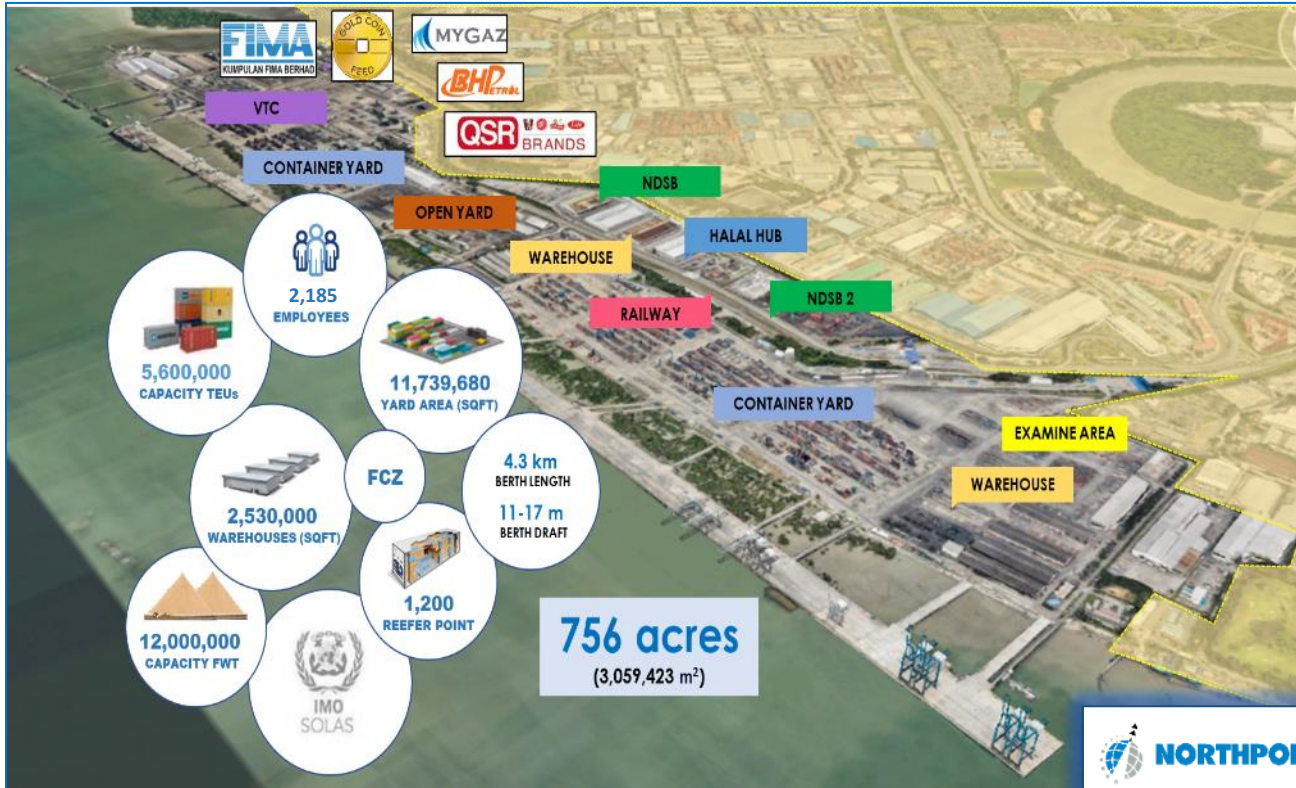 FIMA
KUMPULAN FIMA BERHAD
GOLD COIN
FEED
MYGAZ
BHPETROL
QSR
BRANDS
VTC
CONTAINER YARD
OPEN YARD
NDSB
HALAL HUB
WAREHOUSE
NDSB 2
RAILWAY
CONTAINER YARD
EXAMINE AREA
WAREHOUSE
2,185
EMPLOYEES
5,600,000
CAPACITY TEUs
11,739,680
YARD AREA (SQFT)
2,530,000
WAREHOUSES (SQFT)
FCZ
4.3 km
BERTH LENGTH
11-17 m
BERTH DRAFT
12,000,000
CAPACITY FWT
1,200
REEFER POINT
IMO
SOLAS
756 acres
(3,059,423 m²)
NORTHPO